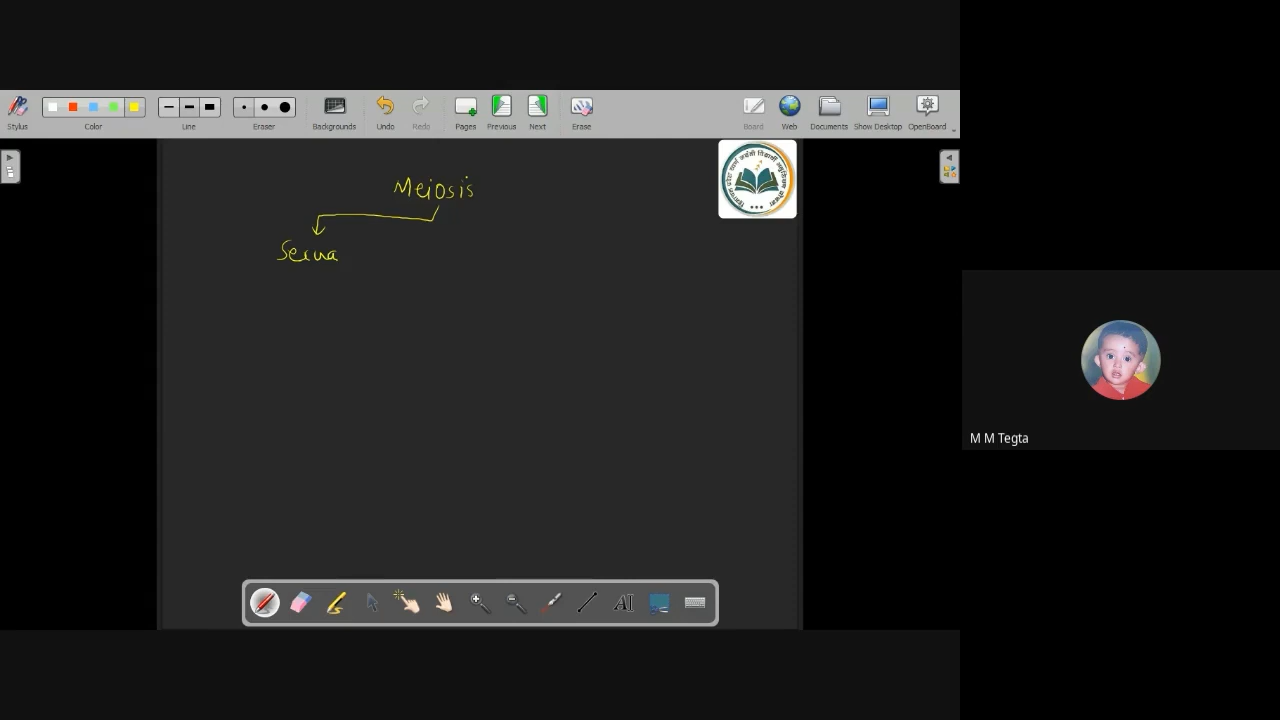 Stylus Color Line Eraser Backgrounds Undo Redo Pages Previous Next Erase Board Web Documents Show Desktop OpenBoard
Meiosis
Sexua
AI
M M Tegta